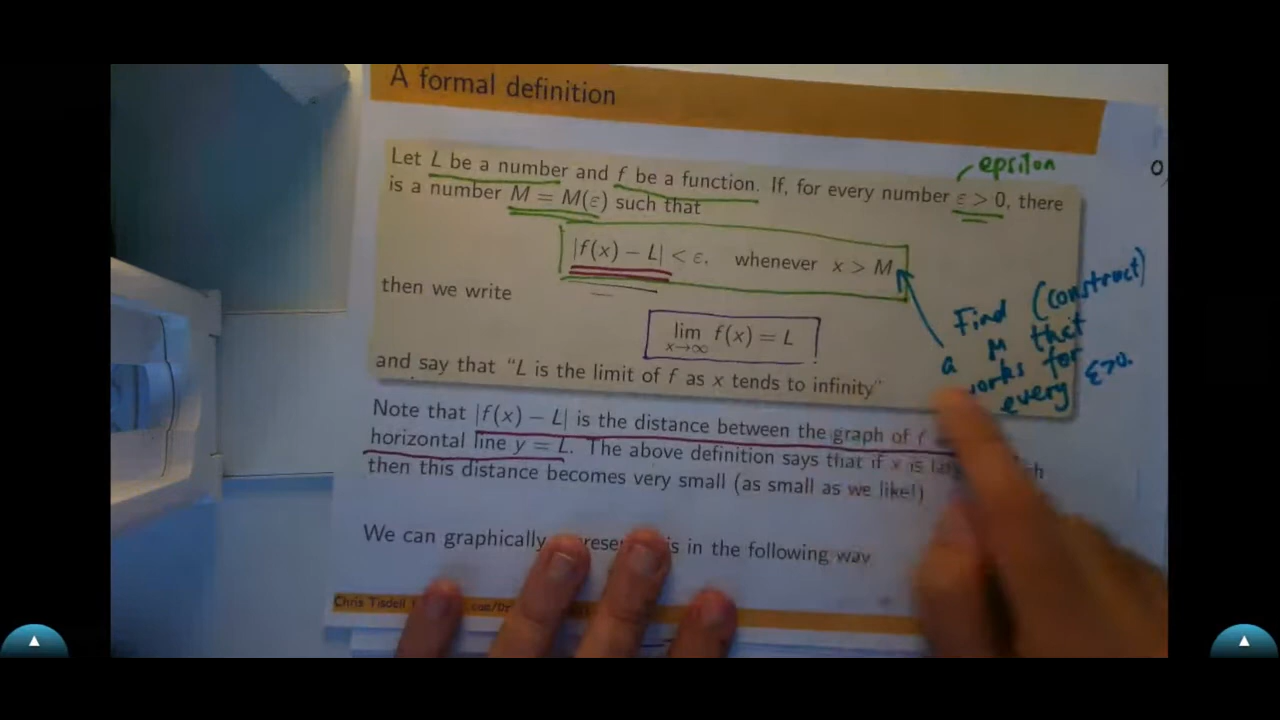 A formal definition
epsilon
Let L be a number and f be a function. If, for every number ε > 0, there
is a number M = M(ε) such that
|f(x) − L| < ε, whenever x > M
then we write
lim x→∞ f(x) = L
and say that "L is the limit of f as x tends to infinity"
Find (construct)
a M that
works for
every ε>0.
Note that |f(x) − L| is the distance between the graph of f
horizontal line y = L. The above definition says that if x is
then this distance becomes very small (as small as we like!)
We can graphically in the following way
Chris Tisdell